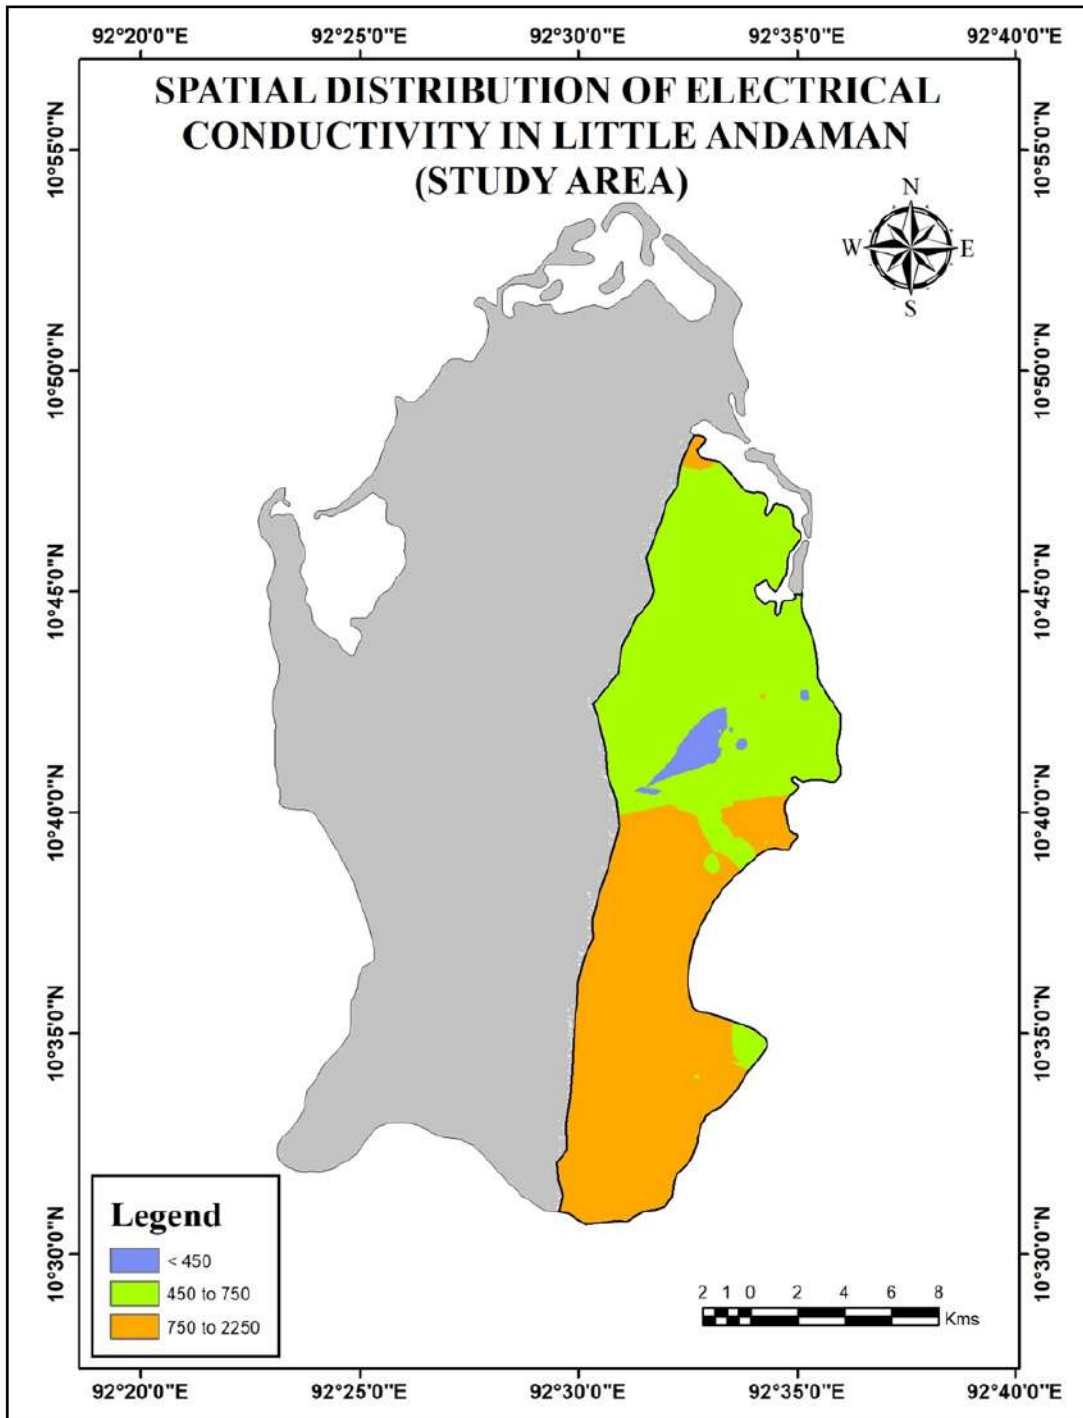 92°20'0"E 92°25'0"E 92°30'0"E 92°35'0"E 92°40'0"E
SPATIAL DISTRIBUTION OF ELECTRICAL
CONDUCTIVITY IN LITTLE ANDAMAN
(STUDY AREA)
N
W E
S
10°55'0"N 10°55'0"N
10°50'0"N 10°50'0"N
10°45'0"N 10°45'0"N
10°40'0"N 10°40'0"N
10°35'0"N 10°35'0"N
10°30'0"N 10°30'0"N
Legend
< 450
450 to 750
750 to 2250
2 1 0 2 4 6 8
Kms
92°20'0"E 92°25'0"E 92°30'0"E 92°35'0"E 92°40'0"E